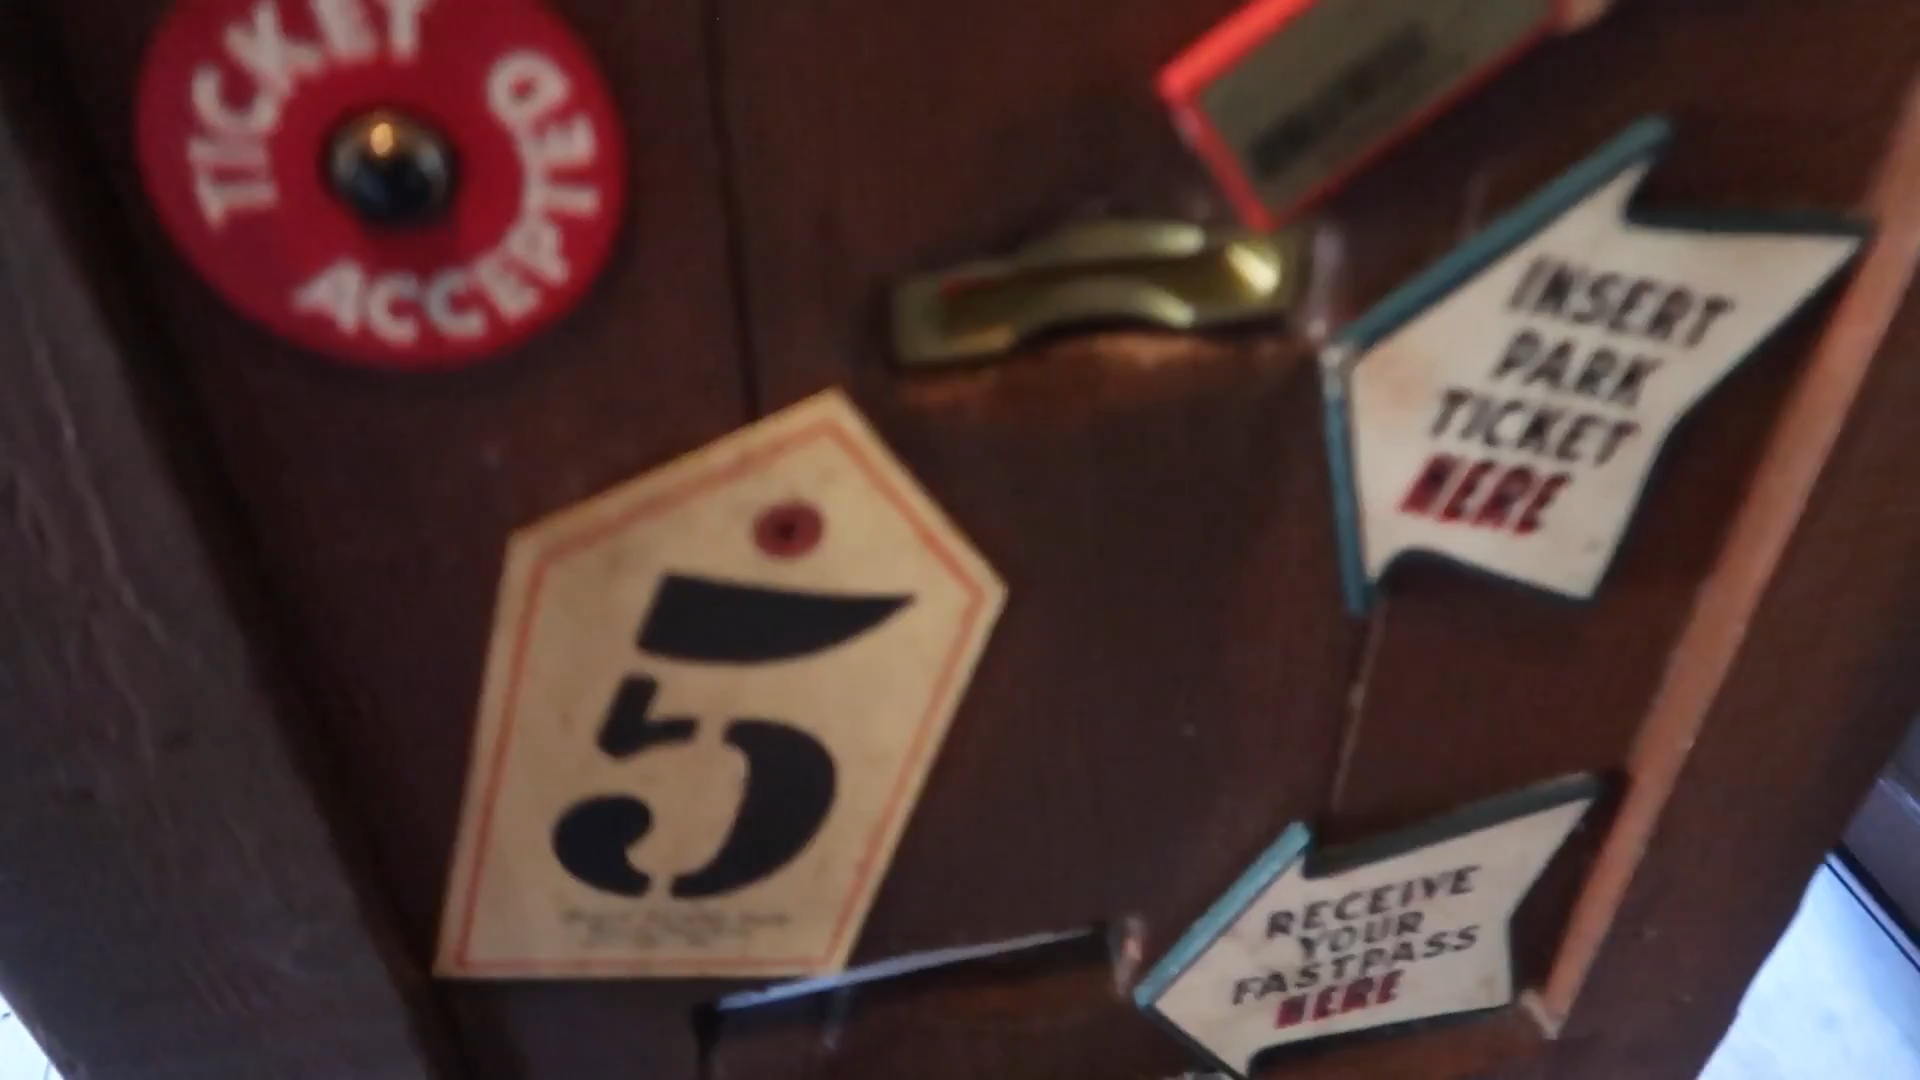 TICKET
ACCEPTED
INSERT
PARK
TICKET
HERE
5
RECEIVE
YOUR
FASTPASS
HERE